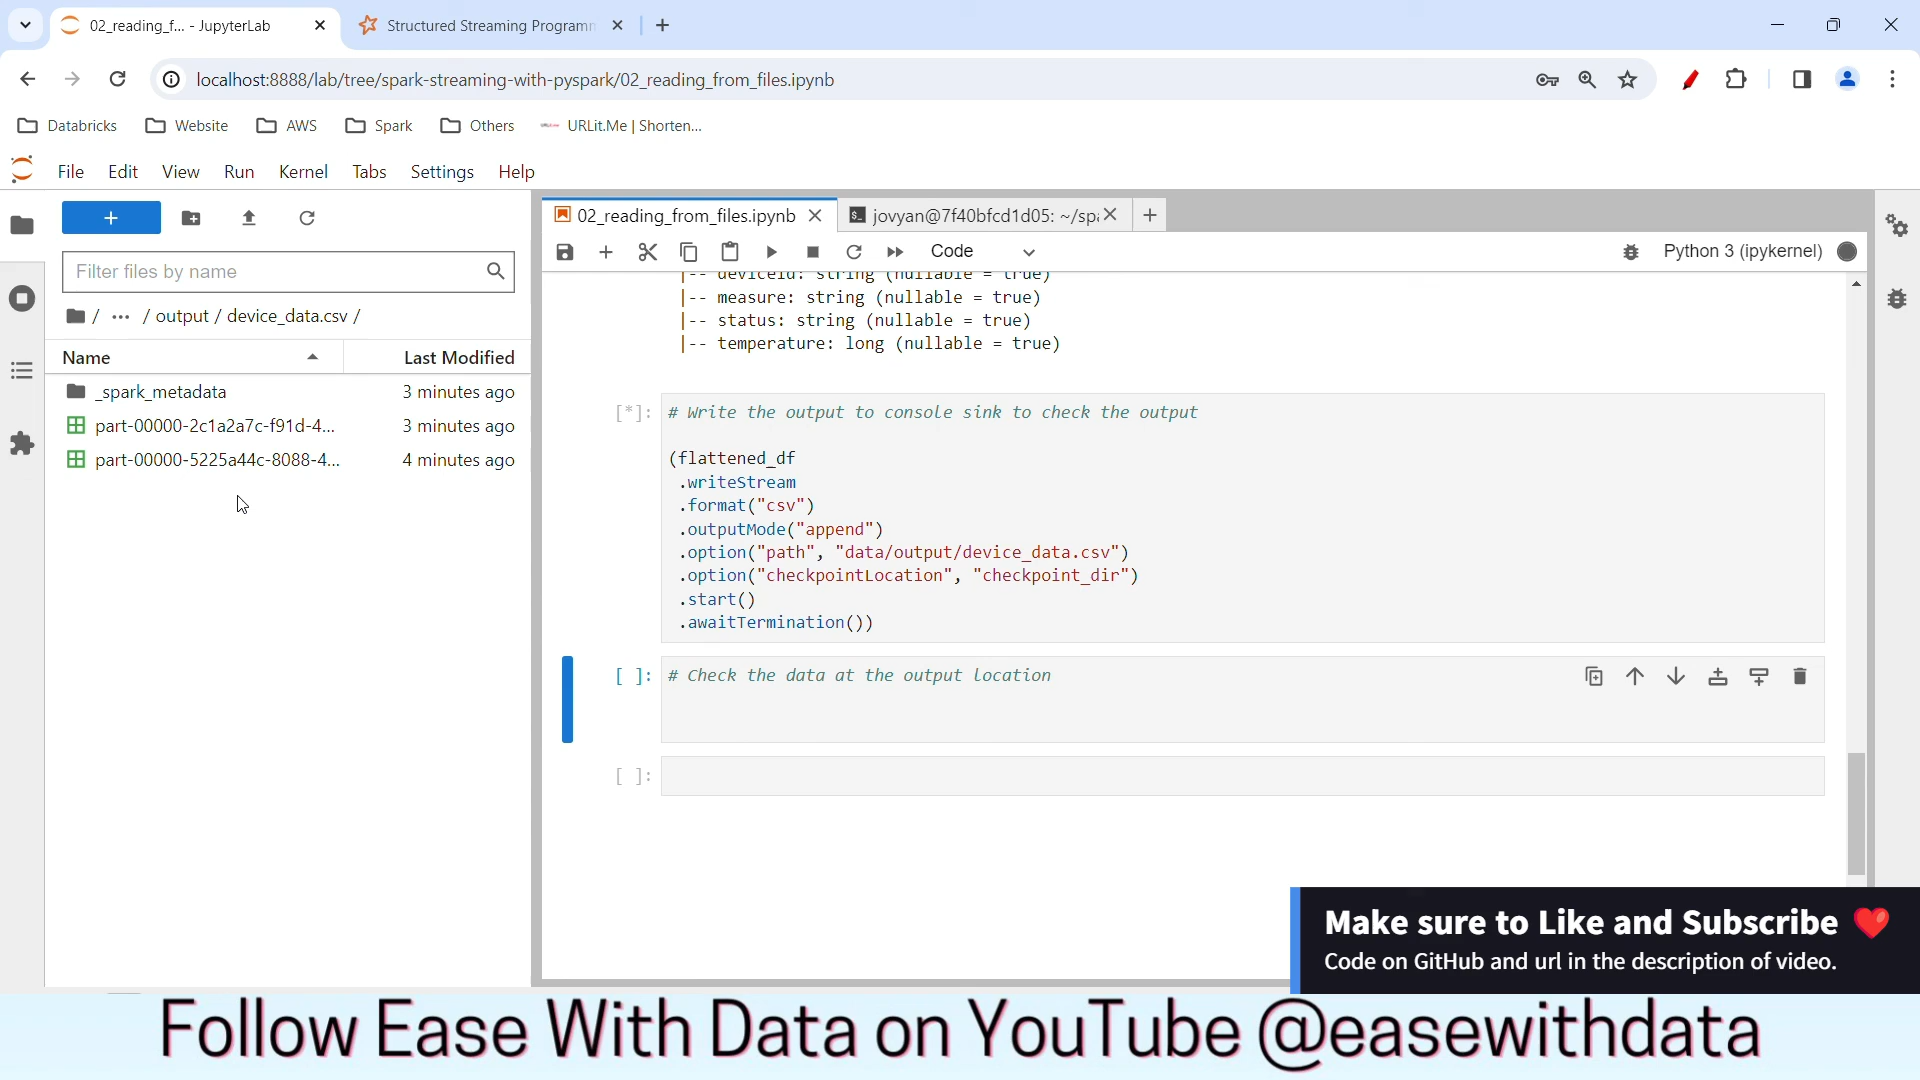 02_reading_f... - JupyterLab
Structured Streaming Programm
localhost:8888/lab/tree/spark-streaming-with-pyspark/02_reading_from_files.ipynb
Databricks Website AWS Spark Others URLit.Me | Shorten...
File Edit View Run Kernel Tabs Settings Help
02_reading_from_files.ipynb
jovyan@7f40bfcd1d05: ~/spa
Code
Python 3 (ipykernel)
Filter files by name
/ ... / output / device_data.csv /
Name Last Modified
_spark_metadata 3 minutes ago
part-00000-2c1a2a7c-f91d-4... 3 minutes ago
part-00000-5225a44c-8088-4... 4 minutes ago
|-- deviceId: string (nullable = true)
|-- measure: string (nullable = true)
|-- status: string (nullable = true)
|-- temperature: long (nullable = true)
[*]: # Write the output to console sink to check the output
(flattened_df
.writeStream
.format("csv")
.outputMode("append")
.option("path", "data/output/device_data.csv")
.option("checkpointLocation", "checkpoint_dir")
.start()
.awaitTermination())
[ ]: # Check the data at the output location
[ ]:
Make sure to Like and Subscribe ❤️
Code on GitHub and url in the description of video.
Follow Ease With Data on YouTube @easewithdata